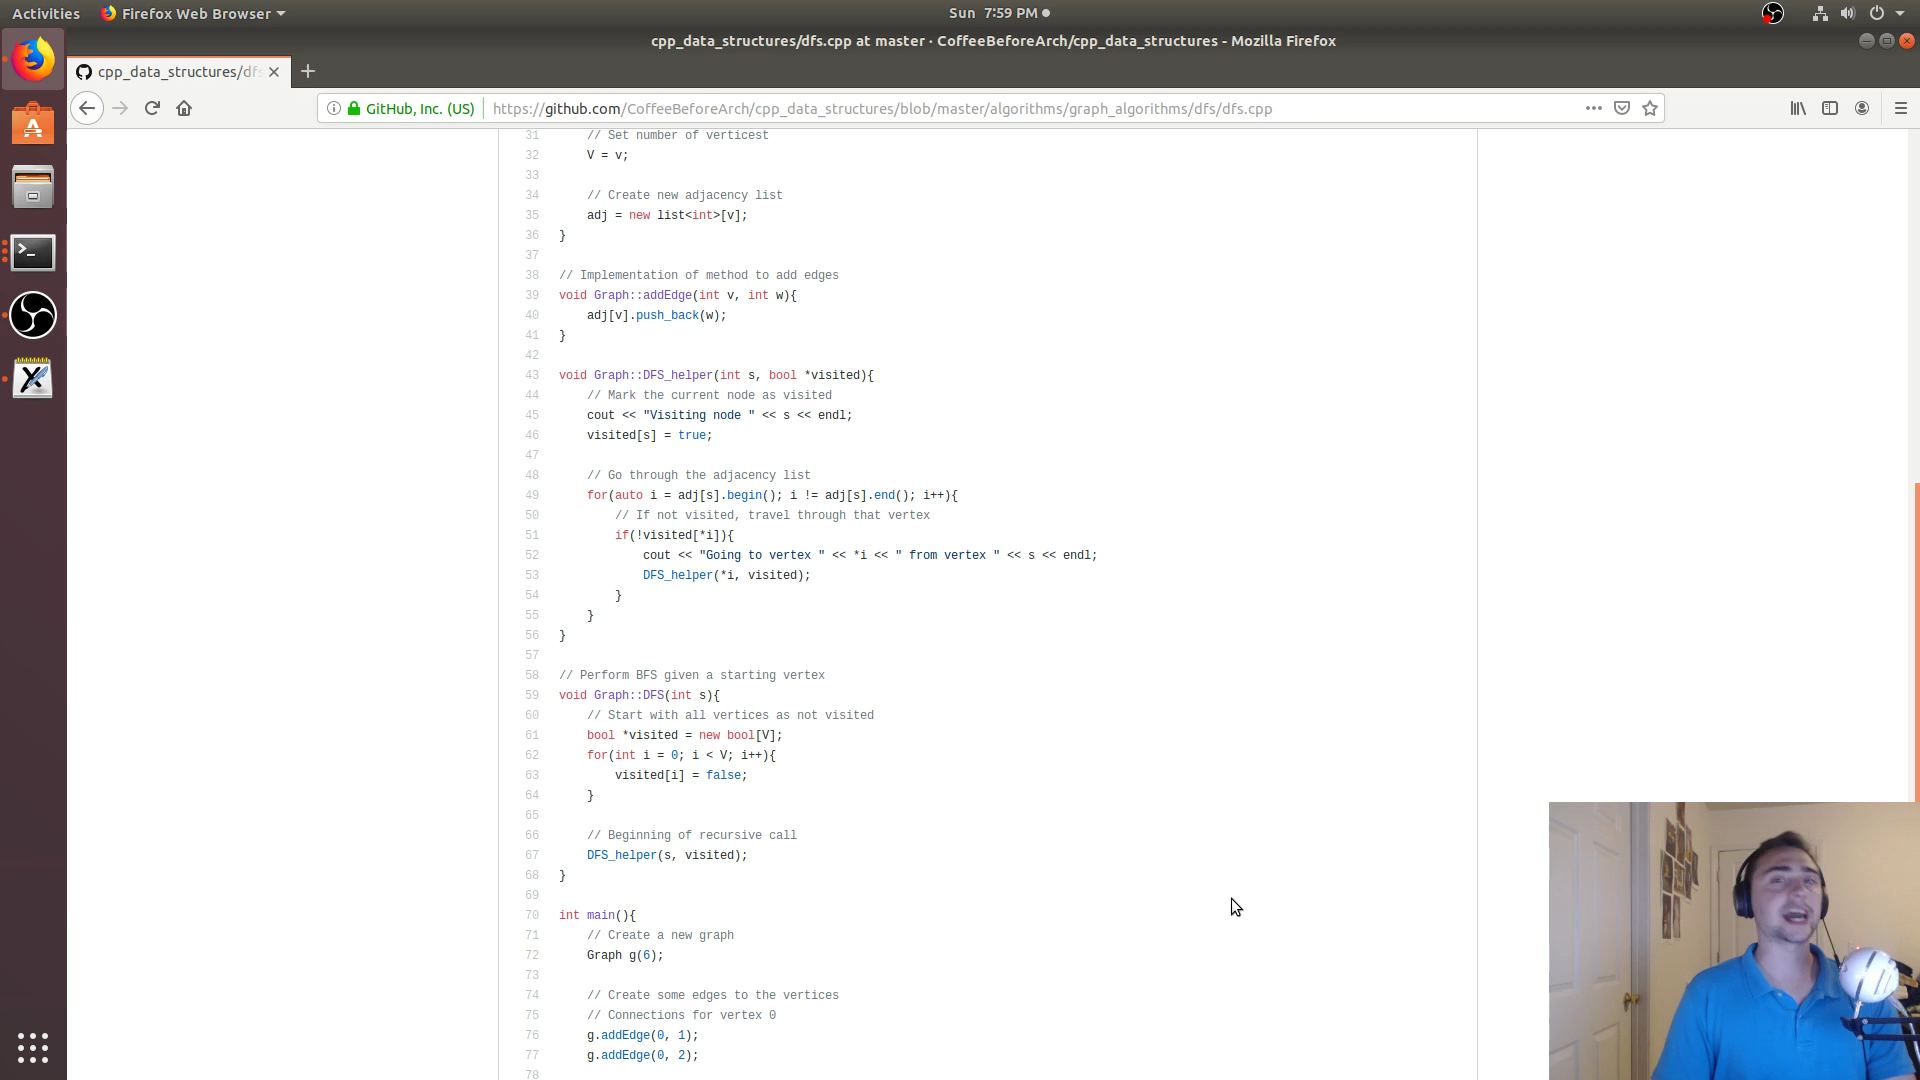 Activities
Firefox Web Browser
Sun 7:59 PM
cpp_data_structures/dfs.cpp at master · CoffeeBeforeArch/cpp_data_structures - Mozilla Firefox
cpp_data_structures/dfs
GitHub, Inc. (US)
https://github.com/CoffeeBeforeArch/cpp_data_structures/blob/master/algorithms/graph_algorithms/dfs/dfs.cpp
31 // Set number of verticest
32 V = v;
33
34 // Create new adjacency list
35 adj = new list<int>[v];
36 }
37
38 // Implementation of method to add edges
39 void Graph::addEdge(int v, int w){
40 adj[v].push_back(w);
41 }
42
43 void Graph::DFS_helper(int s, bool *visited){
44 // Mark the current node as visited
45 cout << "Visiting node " << s << endl;
46 visited[s] = true;
47
48 // Go through the adjacency list
49 for(auto i = adj[s].begin(); i != adj[s].end(); i++){
50 // If not visited, travel through that vertex
51 if(!visited[*i]){
52 cout << "Going to vertex " << *i << " from vertex " << s << endl;
53 DFS_helper(*i, visited);
54 }
55 }
56 }
57
58 // Perform BFS given a starting vertex
59 void Graph::DFS(int s){
60 // Start with all vertices as not visited
61 bool *visited = new bool[V];
62 for(int i = 0; i < V; i++){
63 visited[i] = false;
64 }
65
66 // Beginning of recursive call
67 DFS_helper(s, visited);
68 }
69
70 int main(){
71 // Create a new graph
72 Graph g(6);
73
74 // Create some edges to the vertices
75 // Connections for vertex 0
76 g.addEdge(0, 1);
77 g.addEdge(0, 2);
78